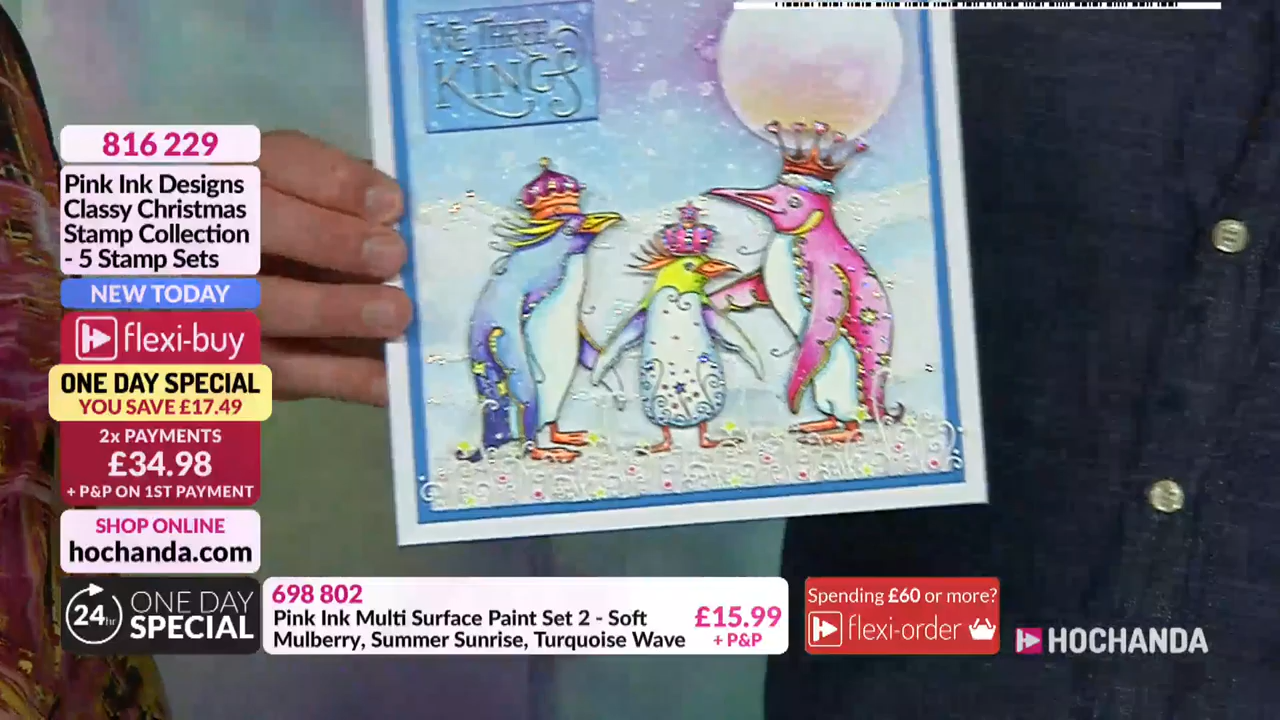 WE THREE
KINGS
816 229
Pink Ink Designs
Classy Christmas
Stamp Collection
- 5 Stamp Sets
NEW TODAY
flexi-buy
ONE DAY SPECIAL
YOU SAVE £17.49
2x PAYMENTS
£34.98
+ P&P ON 1ST PAYMENT
SHOP ONLINE
hochanda.com
24hr
ONE DAY
SPECIAL
698 802
Pink Ink Multi Surface Paint Set 2 - Soft
Mulberry, Summer Sunrise, Turquoise Wave
£15.99
+ P&P
Spending £60 or more?
flexi-order
HOCHANDA